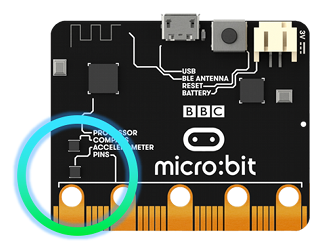 3V
USB
BLE ANTENNA
RESET
BATTERY
BBC
PROCESSOR
COMPASS
ACCELEROMETER
PINS
micro:bit